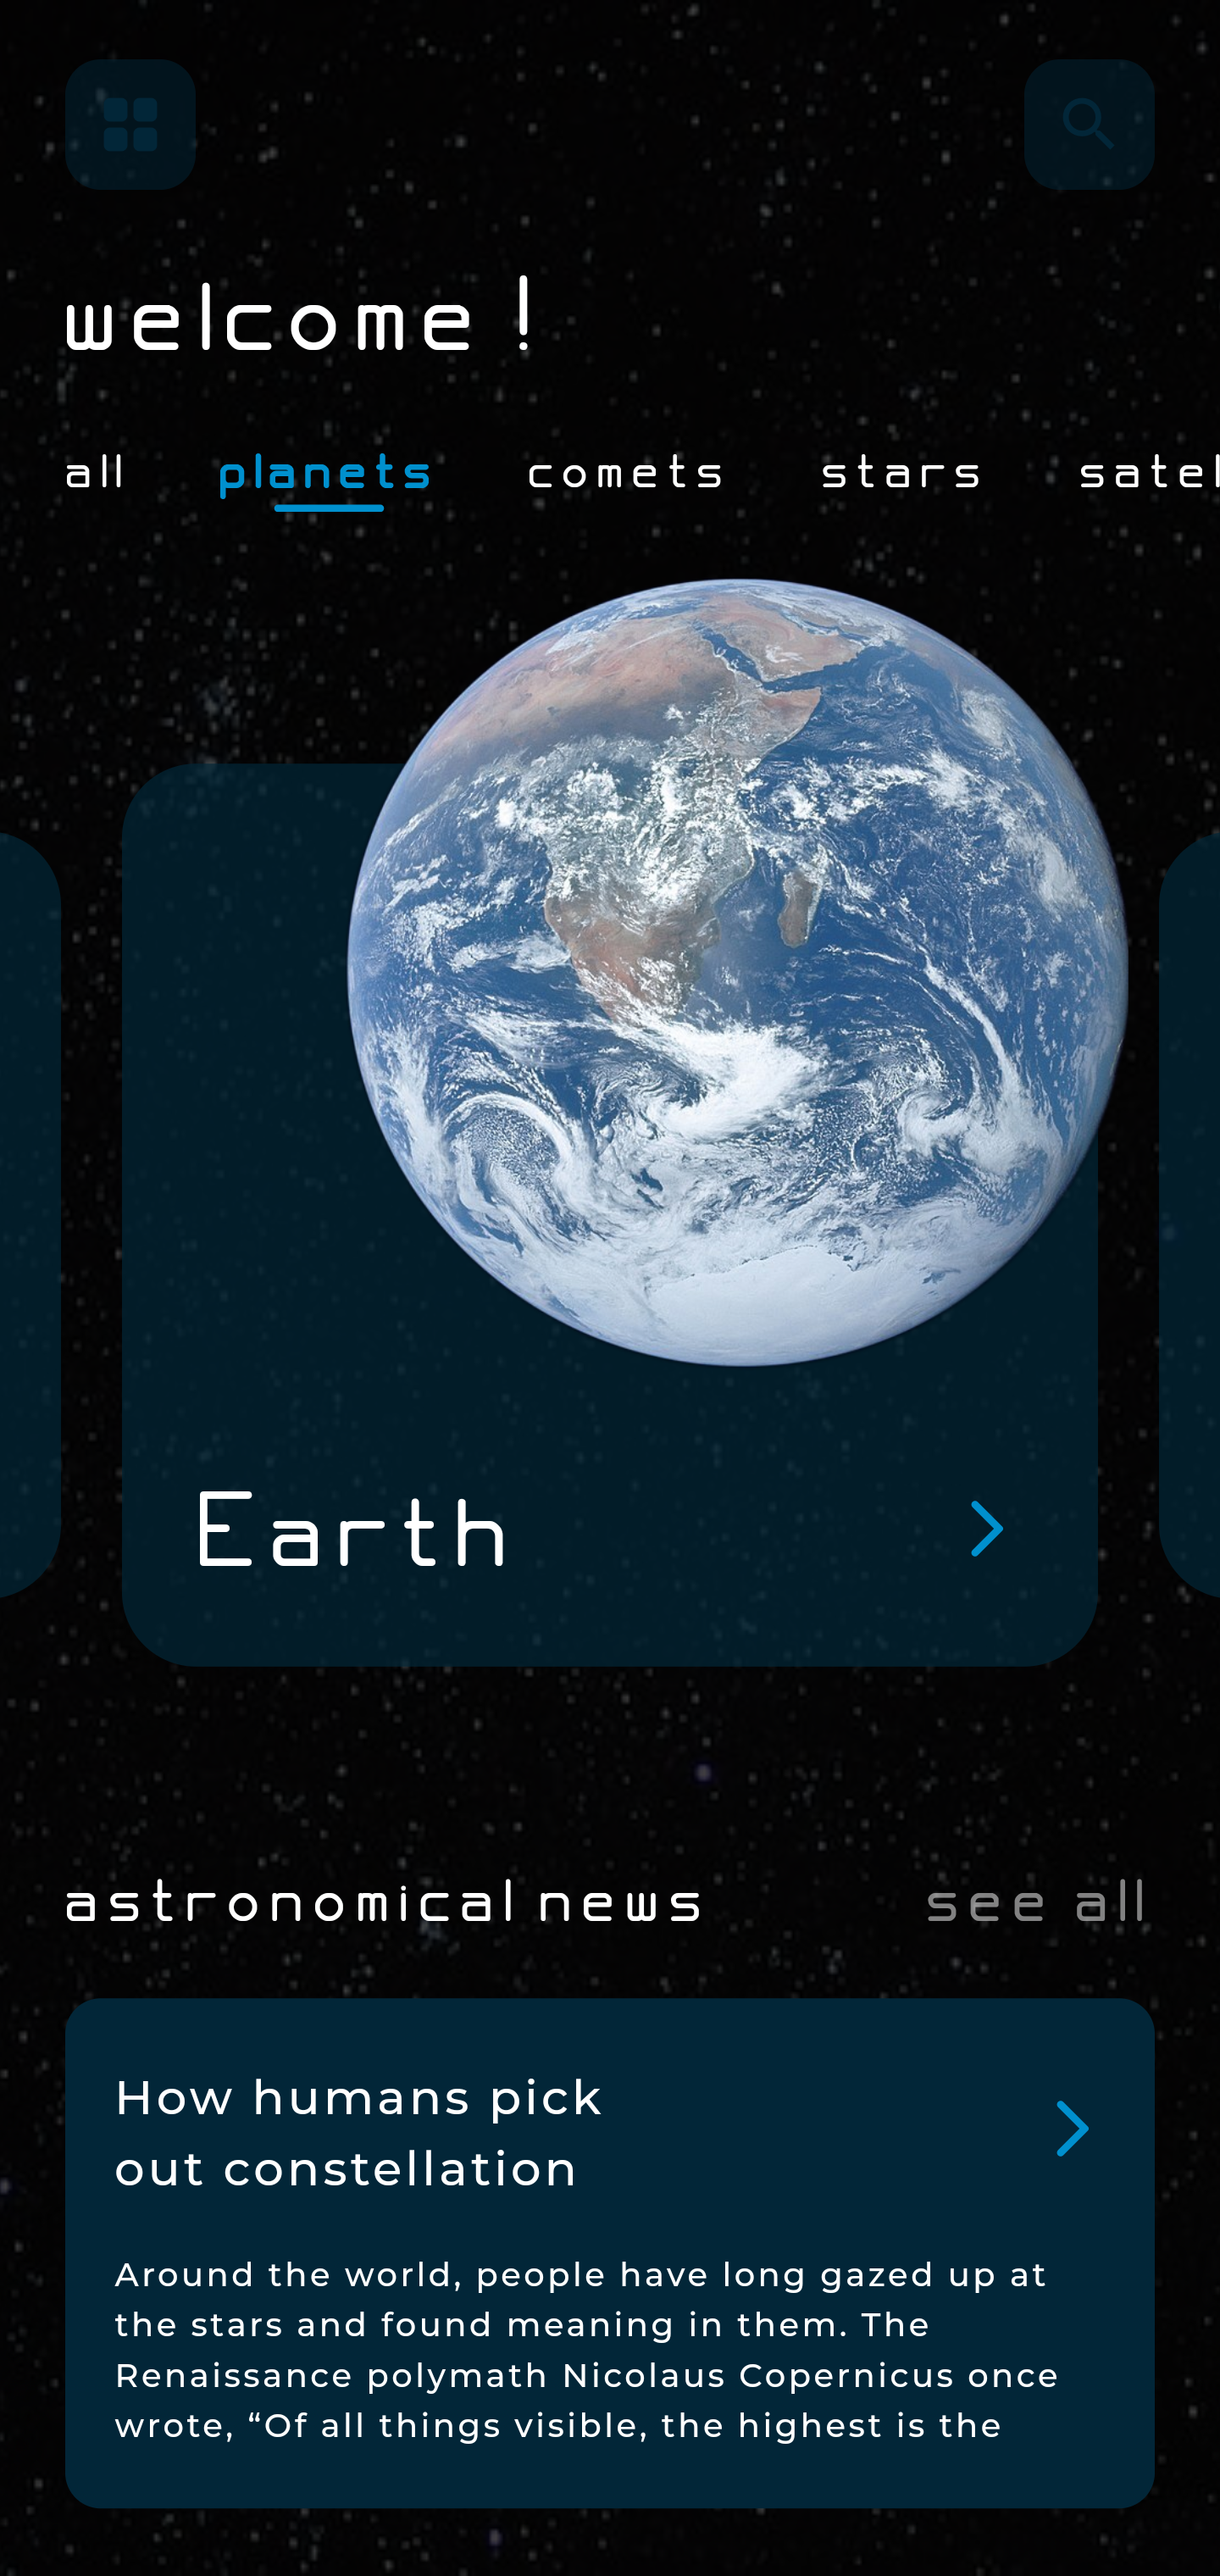 welcome !
all planets comets stars satel
Earth
astronomical news see all
How humans pick
out constellation
Around the world, people have long gazed up at
the stars and found meaning in them. The
Renaissance polymath Nicolaus Copernicus once
wrote, “Of all things visible, the highest is the